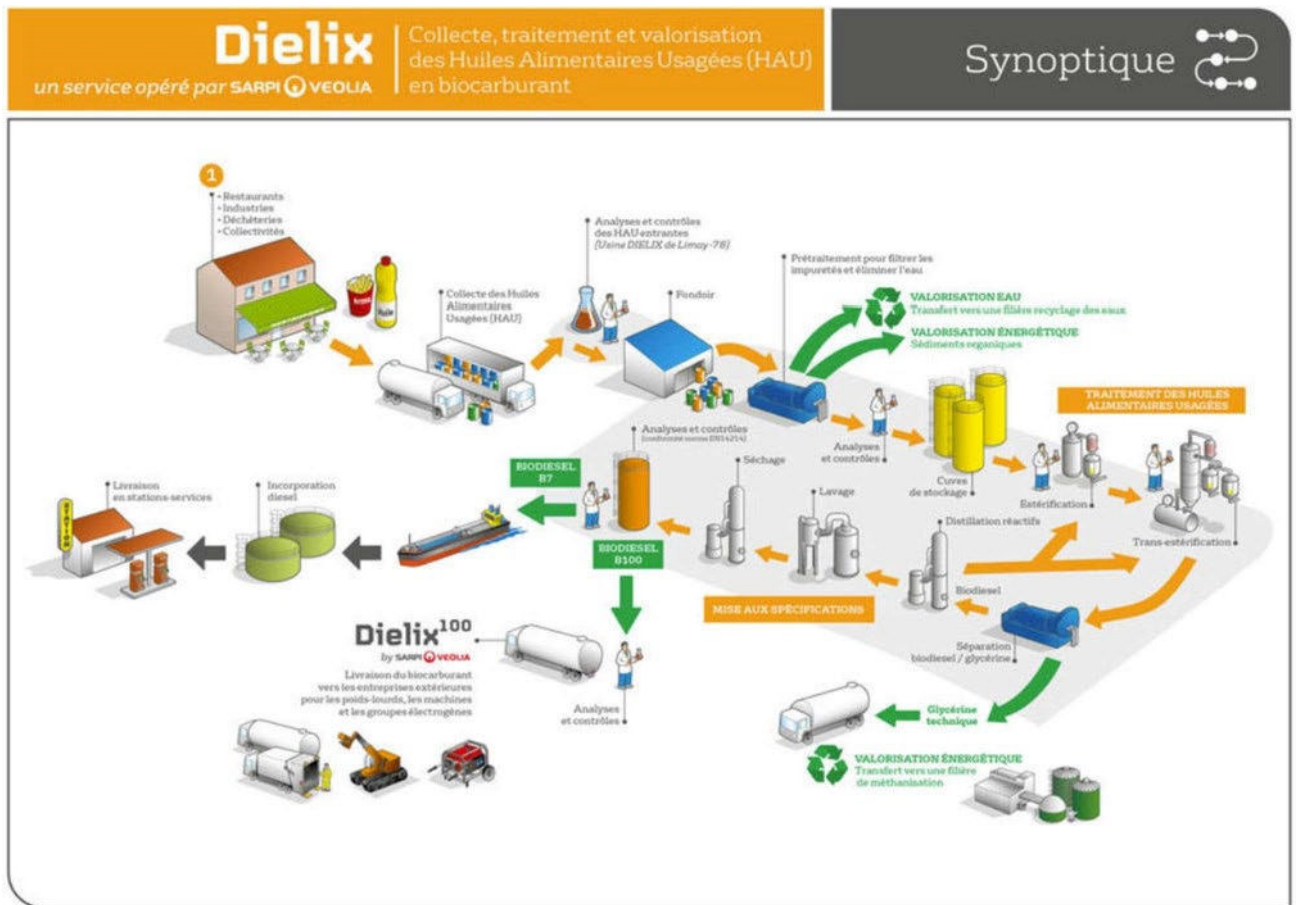 Dielix
un service opéré par SARPI VEOLIA
Collecte, traitement et valorisation
des Huiles Alimentaires Usagées (HAU)
en biocarburant
Synoptique
1
• Restaurants
• Industries
• Déchèteries
• Collectivités
Huile
Collecte des Huiles
Alimentaires
Usagées (HAU)
Analyses et contrôles
des HAU entrantes
(Usine DIELIX de Limay-78)
Fondoir
Prétraitement pour filtrer les
impuretés et éliminer l'eau
VALORISATION EAU
Transfert vers une filière recyclage des eaux
VALORISATION ÉNERGÉTIQUE
Sédiments organiques
Analyses
et contrôles
Cuves
de stockage
TRAITEMENT DES HUILES
ALIMENTAIRES USAGÉES
Estérification
Trans-estérification
Séparation
biodiesel / glycérine
Biodiesel
Distillation réactifs
MISE AUX SPÉCIFICATIONS
Lavage
Séchage
Analyses et contrôles
(conformité norme EN14214)
BIODIESEL
B7
Incorporation
diesel
Livraison
en stations-services
STATION
BIODIESEL
B100
Analyses
et contrôles
Dielix100
by SARPI VEOLIA
Livraison du biocarburant
vers les entreprises extérieures
pour les poids-lourds, les machines
et les groupes électrogènes
Glycérine
technique
VALORISATION ÉNERGÉTIQUE
Transfert vers une filière
de méthanisation